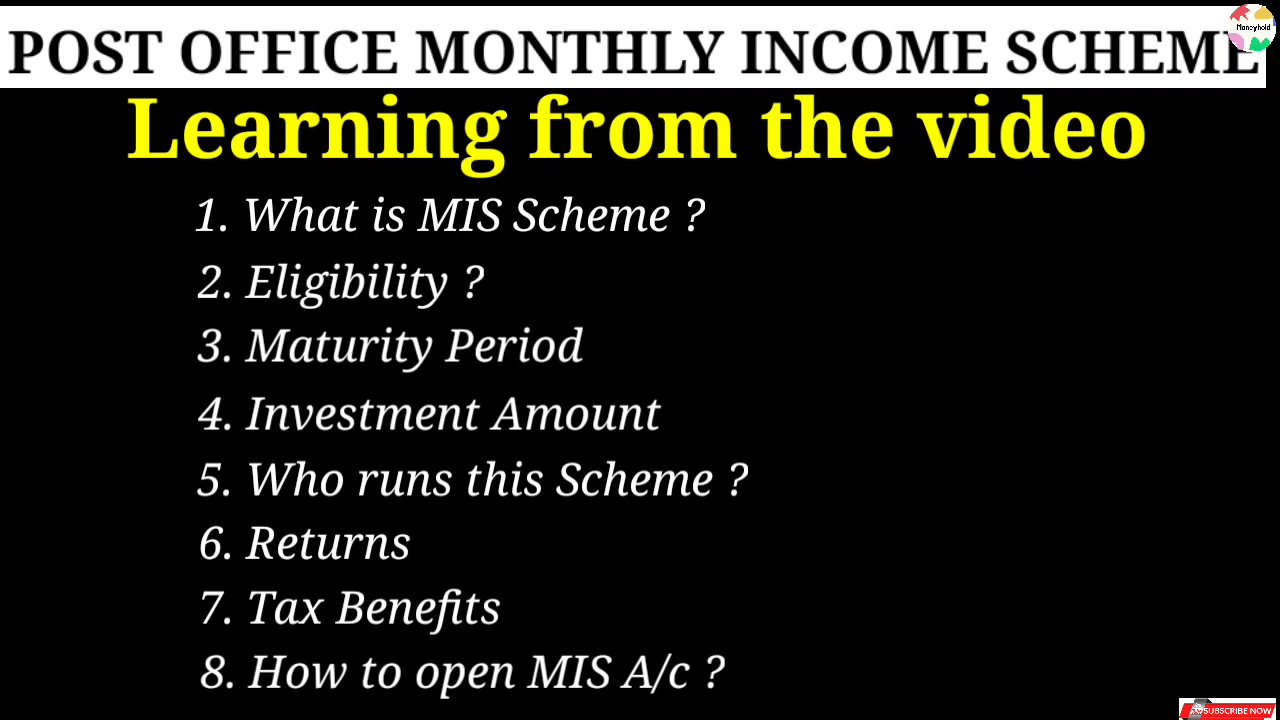 Moneyhold
POST OFFICE MONTHLY INCOME SCHEME
Learning from the video
1. What is MIS Scheme ?
2. Eligibility ?
3. Maturity Period
4. Investment Amount
5. Who runs this Scheme ?
6. Returns
7. Tax Benefits
8. How to open MIS A/c ?
SUBSCRIBE NOW